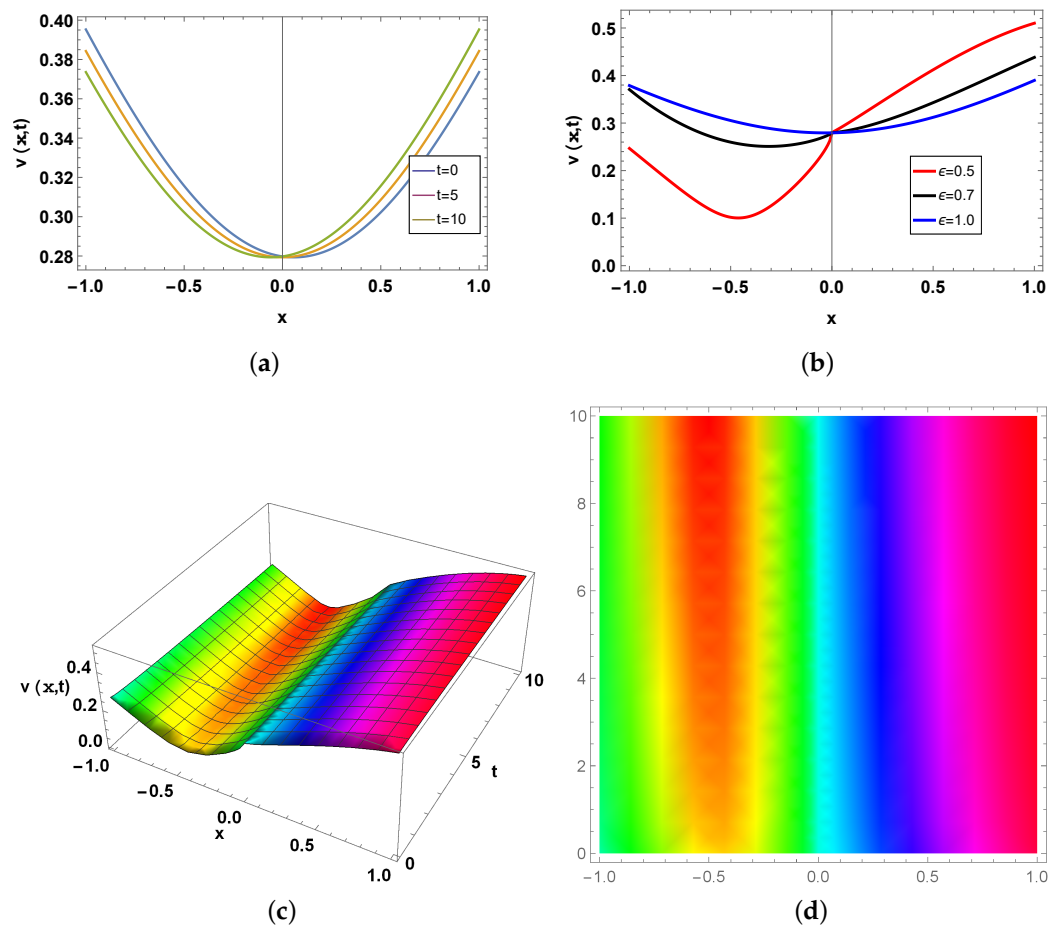 0.40
0.38
0.36
0.34
0.32
0.30
0.28
v (x,t)
t=0
t=5
t=10
−1.0 −0.5 0.0 0.5 1.0
x
(a)
0.5
0.4
0.3
0.2
0.1
0.0
v (x,t)
ϵ=0.5
ϵ=0.7
ϵ=1.0
−1.0 −0.5 0.0 0.5 1.0
x
(b)
0.4
v (x,t)
0.2
0.0
−1.0
−0.5
0.0
x
0.5
1.0
0
5
t
10
(c)
10
8
6
4
2
0
−1.0 −0.5 0.0 0.5 1.0
(d)